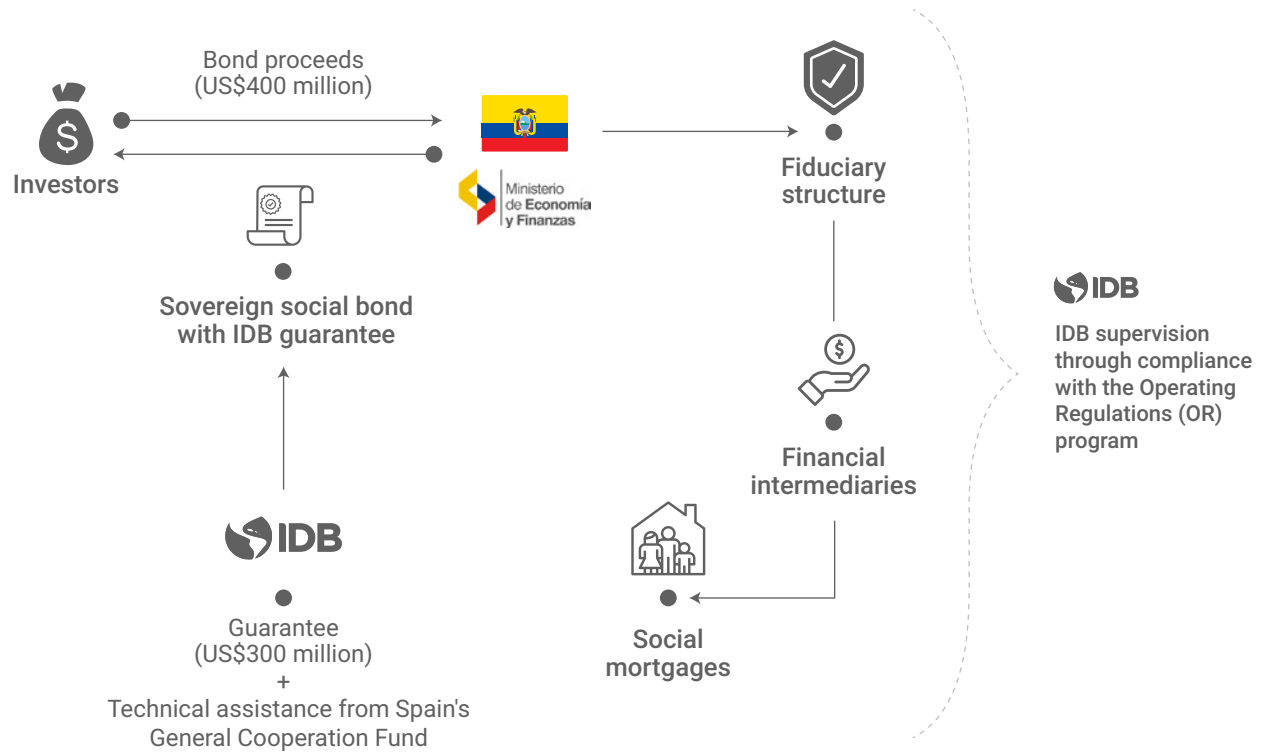 Bond proceeds
(US$400 million)
$
Investors
Ministerio
de Economía
y Finanzas
Sovereign social bond
with IDB guarantee
IDB
Guarantee
(US$300 million)
+
Technical assistance from Spain's
General Cooperation Fund
Fiduciary
structure
$
Financial
intermediaries
Social
mortgages
IDB
IDB supervision
through compliance
with the Operating
Regulations (OR)
program